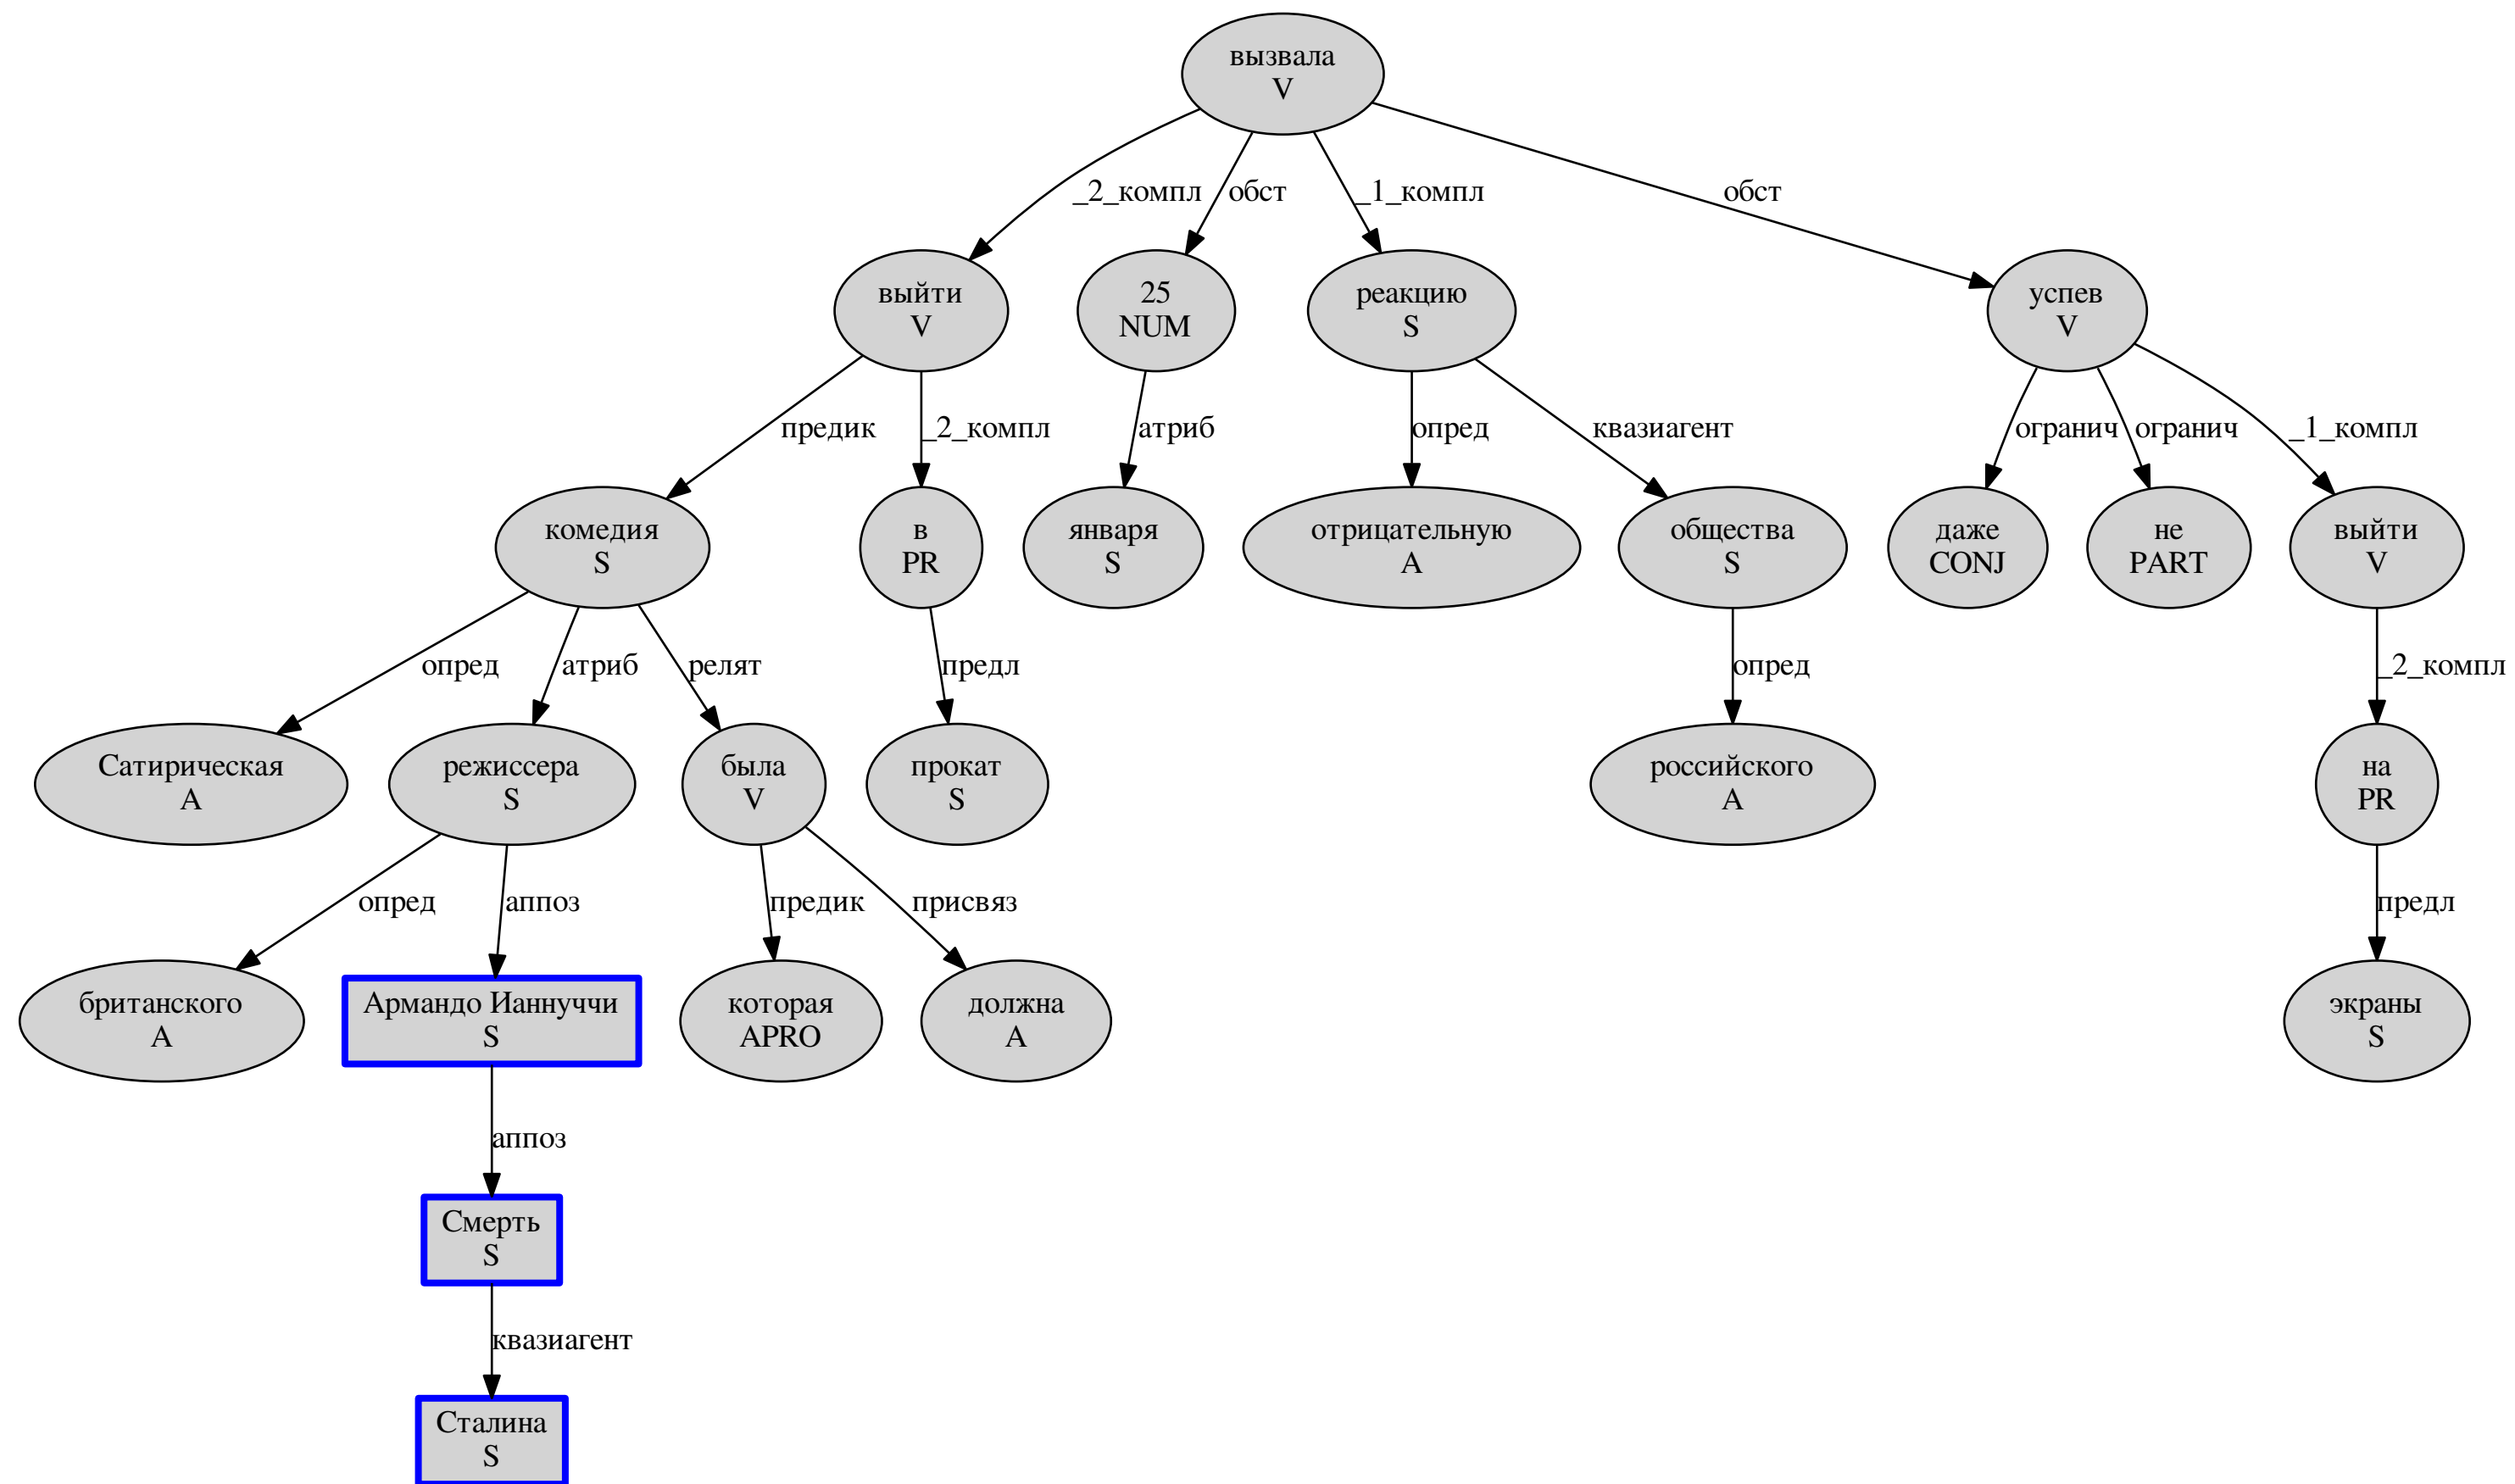 вызвала
V
_2_компл
обст
_1_компл
обст
выйти
V
25
NUM
реакцию
S
успев
V
предик
_2_компл
атриб
опред
квазиагент
огранич
огранич
_1_компл
комедия
S
в
PR
января
S
отрицательную
A
общества
S
даже
CONJ
не
PART
выйти
V
опред
атриб
релят
предл
опред
_2_компл
Сатирическая
A
режиссера
S
была
V
прокат
S
российского
A
на
PR
опред
аппоз
предик
присвяз
предл
британского
A
Армандо Ианнуччи
S
которая
APRO
должна
A
экраны
S
аппоз
Смерть
S
квазиагент
Сталина
S